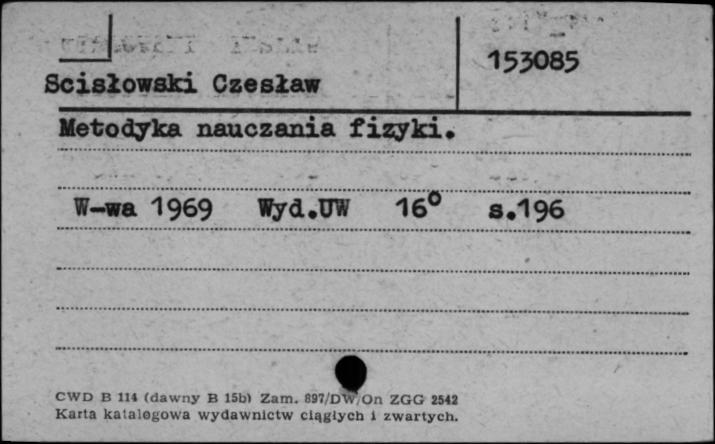 153085
Scisłowski Czesław
Metodyka nauczania fizyki.
W-wa 1969 Wyd.UW 16° s.196
CWD B 114 (dawny B 15b) Zam. 897/DW/On ZGG 2542
Karta katalogowa wydawnictw ciągłych i zwartych.